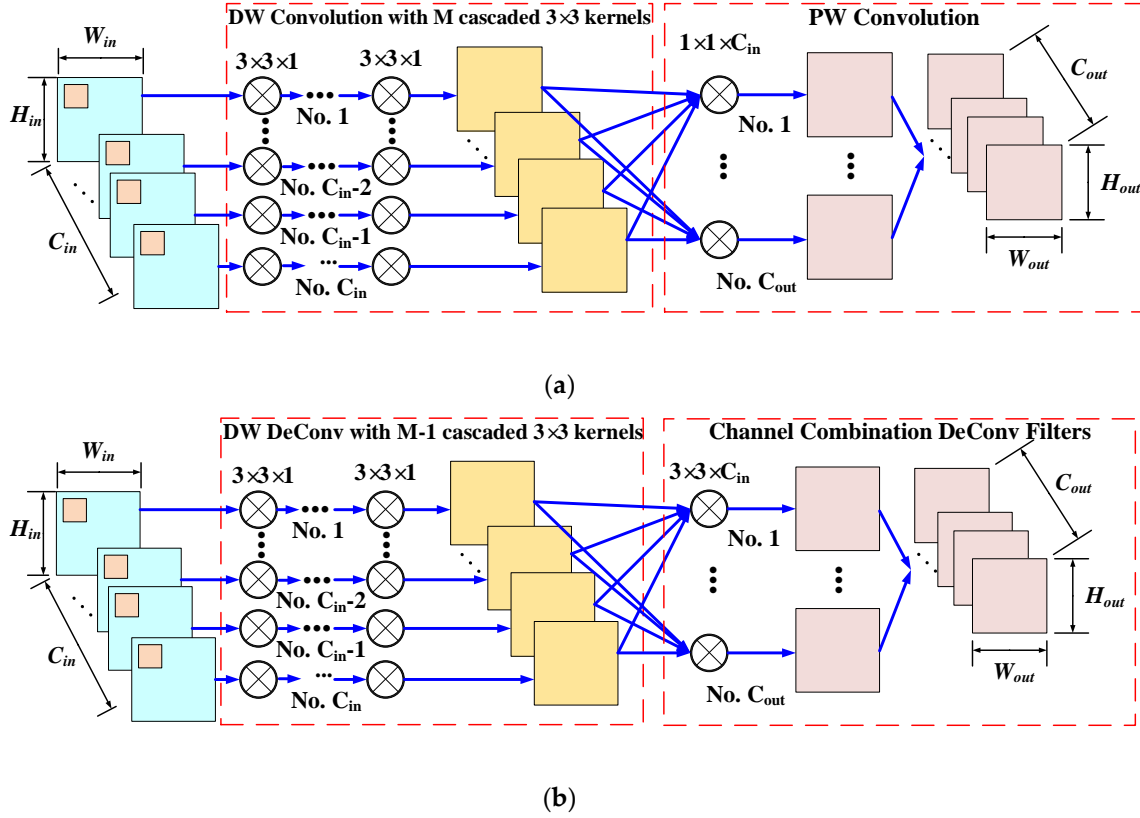 DW Convolution with M cascaded 3×3 kernels
PW Convolution
W_in
3×3×1
3×3×1
1×1×C_in
C_out
H_in
No. 1
No. 1
No. C_in-2
H_out
No. C_in-1
C_in
W_out
No. C_in
No. C_out
(a)
DW DeConv with M-1 cascaded 3×3 kernels
Channel Combination DeConv Filters
W_in
3×3×1
3×3×1
3×3×C_in
C_out
H_in
No. 1
No. 1
No. C_in-2
H_out
No. C_in-1
C_in
W_out
No. C_in
No. C_out
(b)